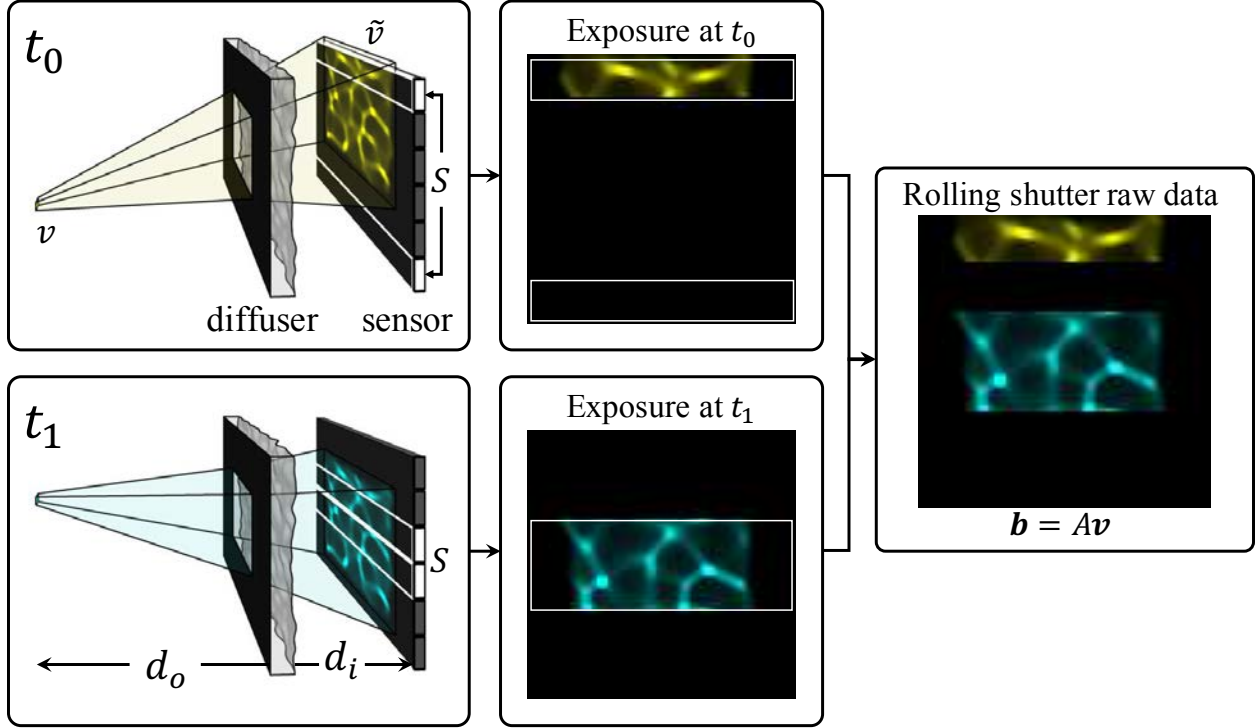 t₀
ṽ
v
S
diffuser
sensor
Exposure at t₀
t₁
S
dₒ
dᵢ
Exposure at t₁
Rolling shutter raw data
b = Av